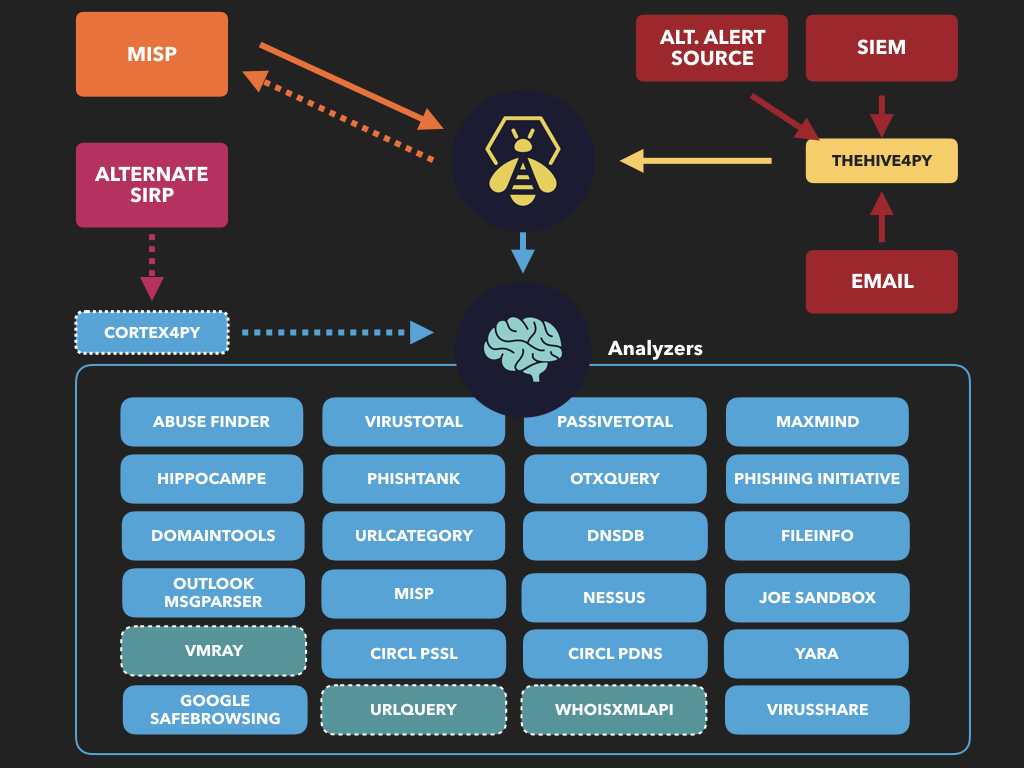 MISP
ALT. ALERT
SOURCE
SIEM
ALTERNATE
SIRP
THEHIVE4PY
EMAIL
CORTEX4PY
Analyzers
ABUSE FINDER
VIRUSTOTAL
PASSIVETOTAL
MAXMIND
HIPPOCAMPE
PHISHTANK
OTXQUERY
PHISHING INITIATIVE
DOMAINTOOLS
URLCATEGORY
DNSDB
FILEINFO
OUTLOOK
MSGPARSER
MISP
NESSUS
JOE SANDBOX
VMRAY
CIRCL PSSL
CIRCL PDNS
YARA
GOOGLE
SAFEBROWSING
URLQUERY
WHOISXMLAPI
VIRUSSHARE